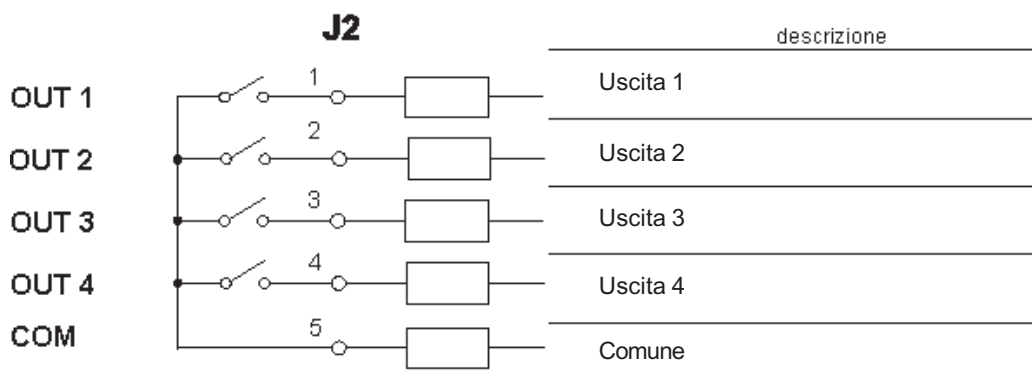 J2
descrizione
OUT 1 1 Uscita 1
OUT 2 2 Uscita 2
OUT 3 3 Uscita 3
OUT 4 4 Uscita 4
COM 5 Comune